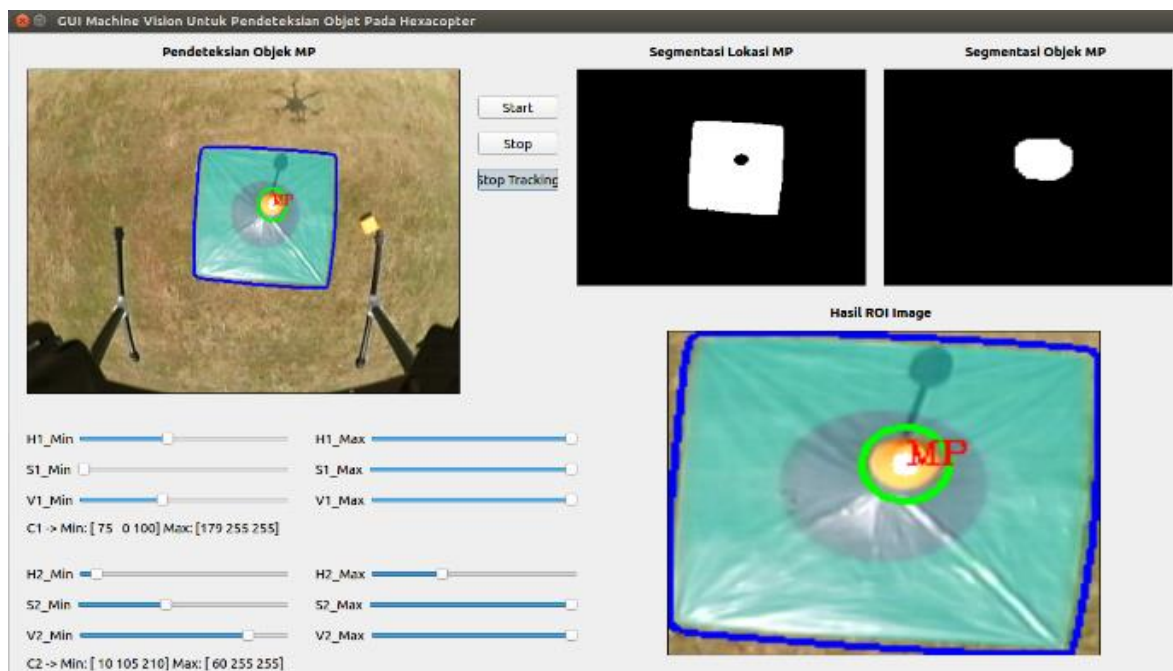 GUI Machine Vision Untuk Pendeteksian Objet Pada Hexacopter
Pendeteksian Objek MP
Segmentasi Lokasi MP
Segmentasi Objek MP
MP
Start
Stop
Stop Tracking
Hasil ROI Image
MP
H1_Min
H1_Max
S1_Min
S1_Max
V1_Min
V1_Max
C1 -> Min: [ 75 0 100] Max: [179 255 255]
H2_Min
H2_Max
S2_Min
S2_Max
V2_Min
V2_Max
C2 -> Min: [ 10 105 210] Max: [ 60 255 255]